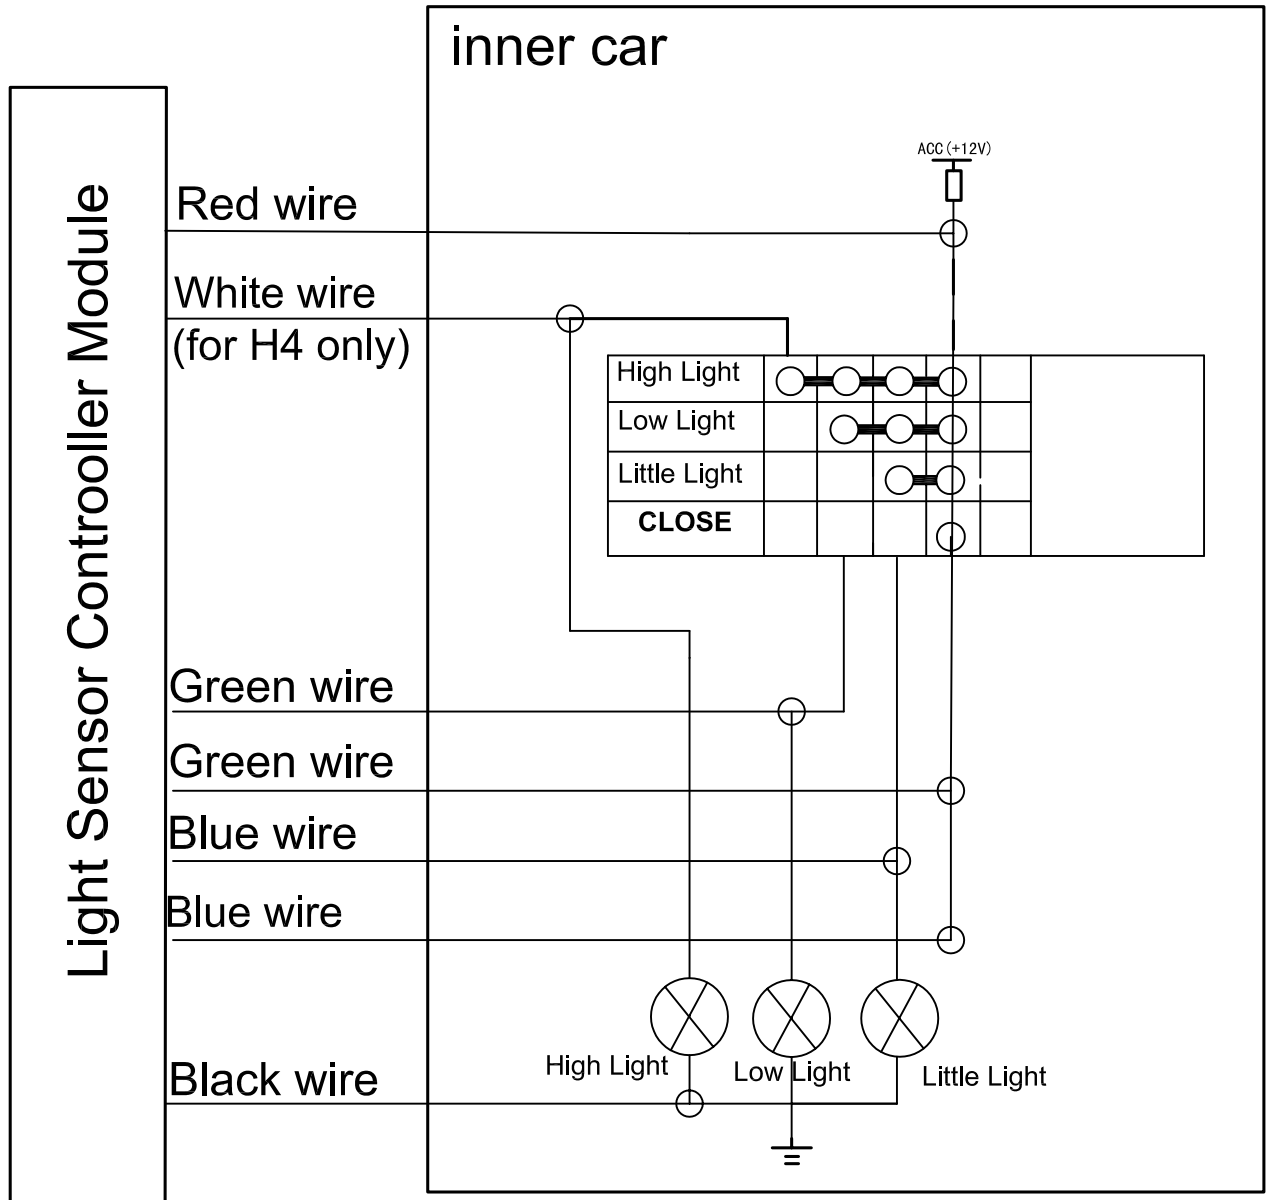 inner car
ACC(+12V)
Light Sensor Controoller Module
Red wire
White wire
(for H4 only)
High Light
Low Light
Little Light
CLOSE
Green wire
Green wire
Blue wire
Blue wire
High Light
Low Light
Little Light
Black wire